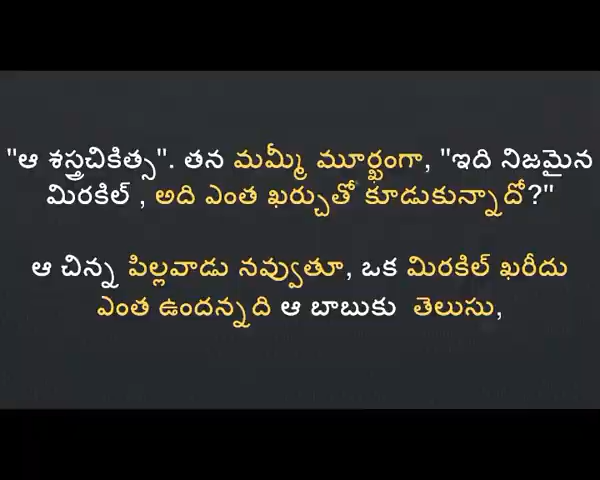 "ఆ శస్త్రచికిత్స". తన మమ్మీ మూర్ఖంగా, "ఇది నిజమైన
మిరకిల్ , అది ఎంత ఖర్చుతో కూడుకున్నాదో?"
ఆ చిన్న పిల్లవాడు నవ్వుతూ, ఒక మిరకిల్ ఖరీదు
ఎంత ఉందన్నది ఆ బాబుకు తెలుసు,